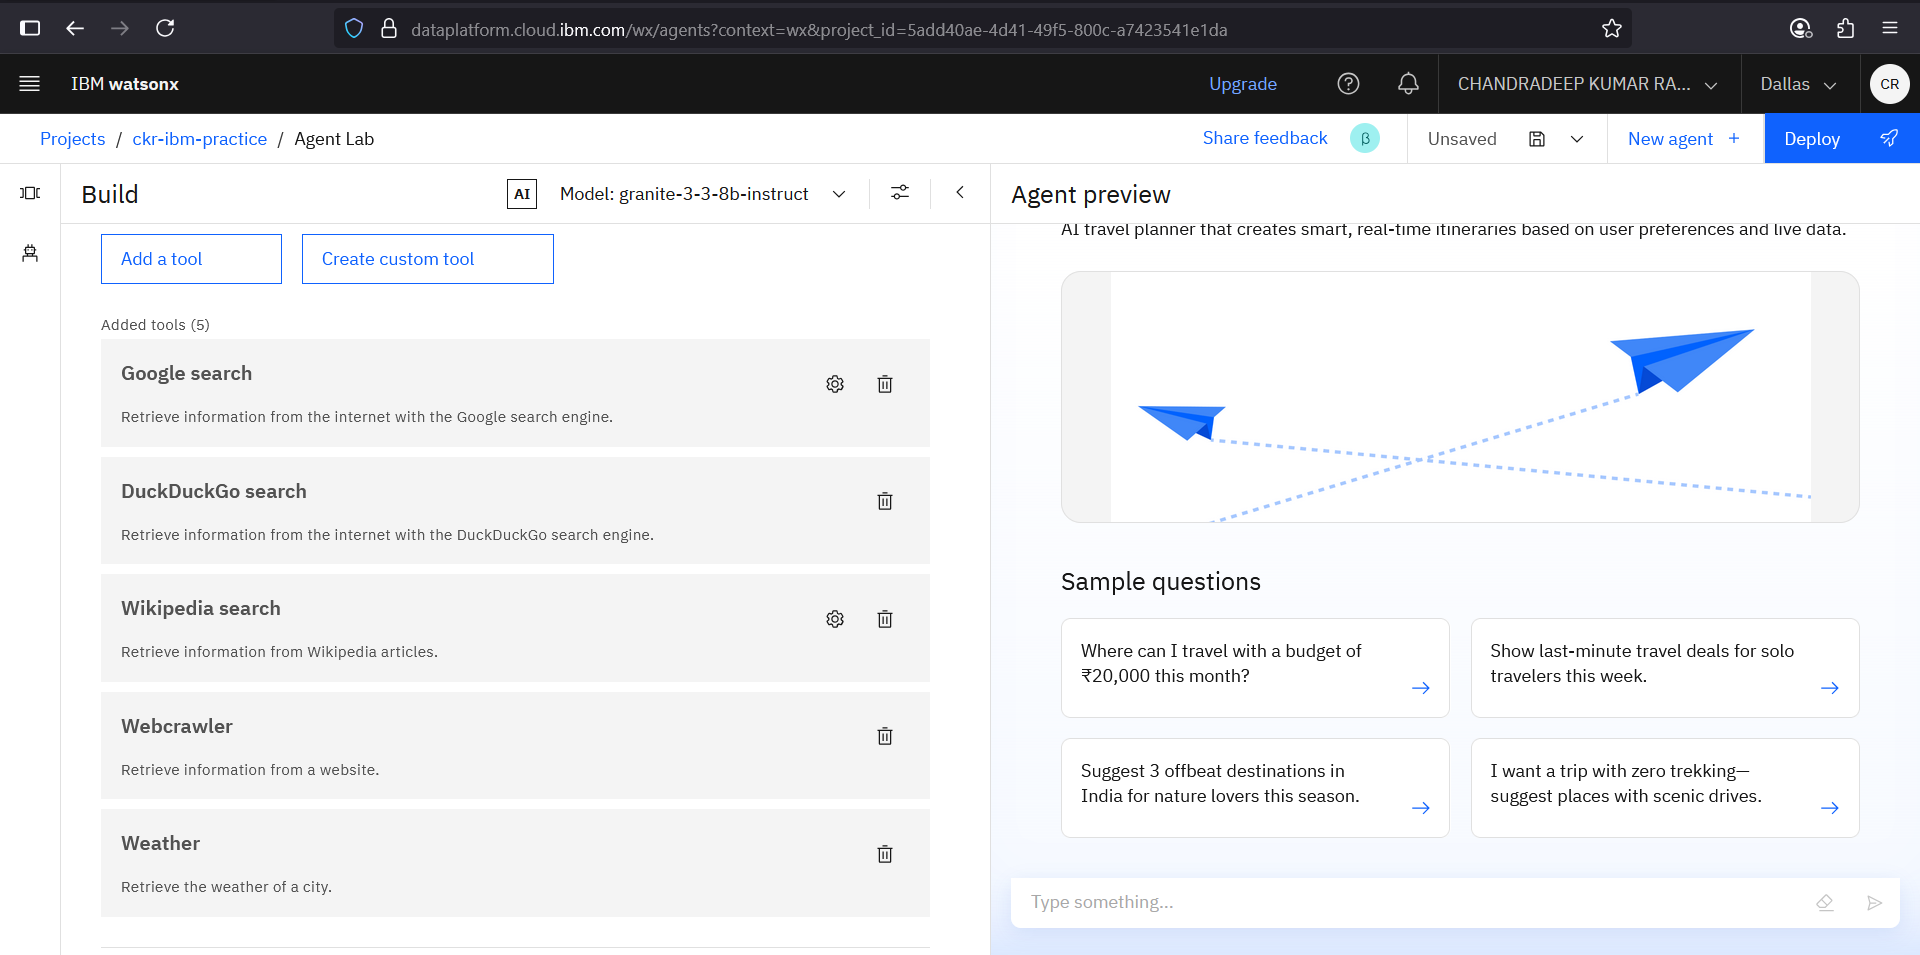 dataplatform.cloud.ibm.com/wx/agents?context=wx&project_id=5add40ae-4d41-49f5-800c-a7423541e1da
IBM watsonx
Upgrade
CHANDRADEEP KUMAR RA...
Dallas
CR
Projects / ckr-ibm-practice / Agent Lab
Share feedback
β
Unsaved
New agent +
Deploy
Build
AI
Model: granite-3-3-8b-instruct
Add a tool
Create custom tool
Added tools (5)
Google search
Retrieve information from the internet with the Google search engine.
DuckDuckGo search
Retrieve information from the internet with the DuckDuckGo search engine.
Wikipedia search
Retrieve information from Wikipedia articles.
Webcrawler
Retrieve information from a website.
Weather
Retrieve the weather of a city.
Agent preview
AI travel planner that creates smart, real-time itineraries based on user preferences and live data.
Sample questions
Where can I travel with a budget of
₹20,000 this month?
Show last-minute travel deals for solo
travelers this week.
Suggest 3 offbeat destinations in
India for nature lovers this season.
I want a trip with zero trekking—
suggest places with scenic drives.
Type something...